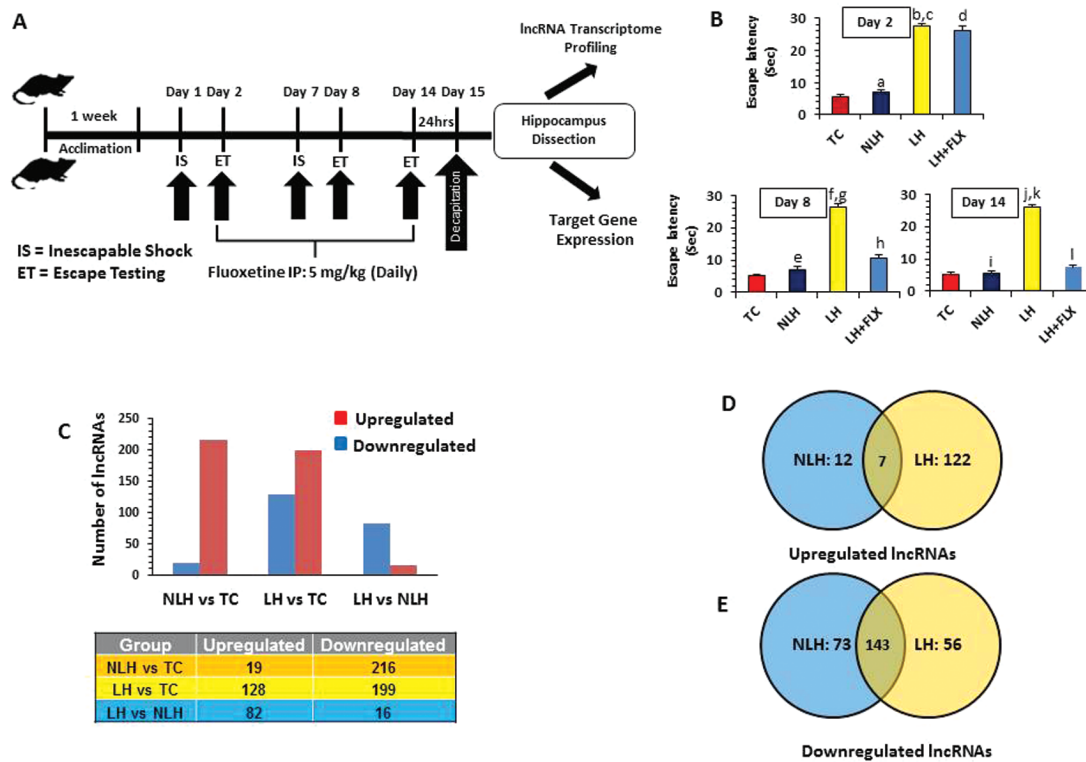 A
1 week
Acclimation
Day 1 Day 2
Day 7 Day 8
Day 14 Day 15
24hrs
IS ET IS ET ET
Decapitation
IS = Inescapable Shock
ET = Escape Testing
Fluoxetine IP: 5 mg/kg (Daily)
lncRNA Transcriptome
Profiling
Hippocampus
Dissection
Target Gene
Expression
B
Day 2
Escape latency
(Sec)
30
20
10
0
a
b,c
d
TC NLH LH LH+FLX
Day 8
Escape latency
(Sec)
30
20
10
0
e
f,g
h
TC NLH LH LH+FLX
Day 14
30
20
10
0
i
j,k
l
TC NLH LH LH+FLX
C
Number of lncRNAs
250
200
150
100
50
0
Upregulated
Downregulated
NLH vs TC LH vs TC LH vs NLH
Group Upregulated Downregulated
NLH vs TC 19 216
LH vs TC 128 199
LH vs NLH 82 16
D
NLH: 12 7 LH: 122
Upregulated lncRNAs
E
NLH: 73 143 LH: 56
Downregulated lncRNAs